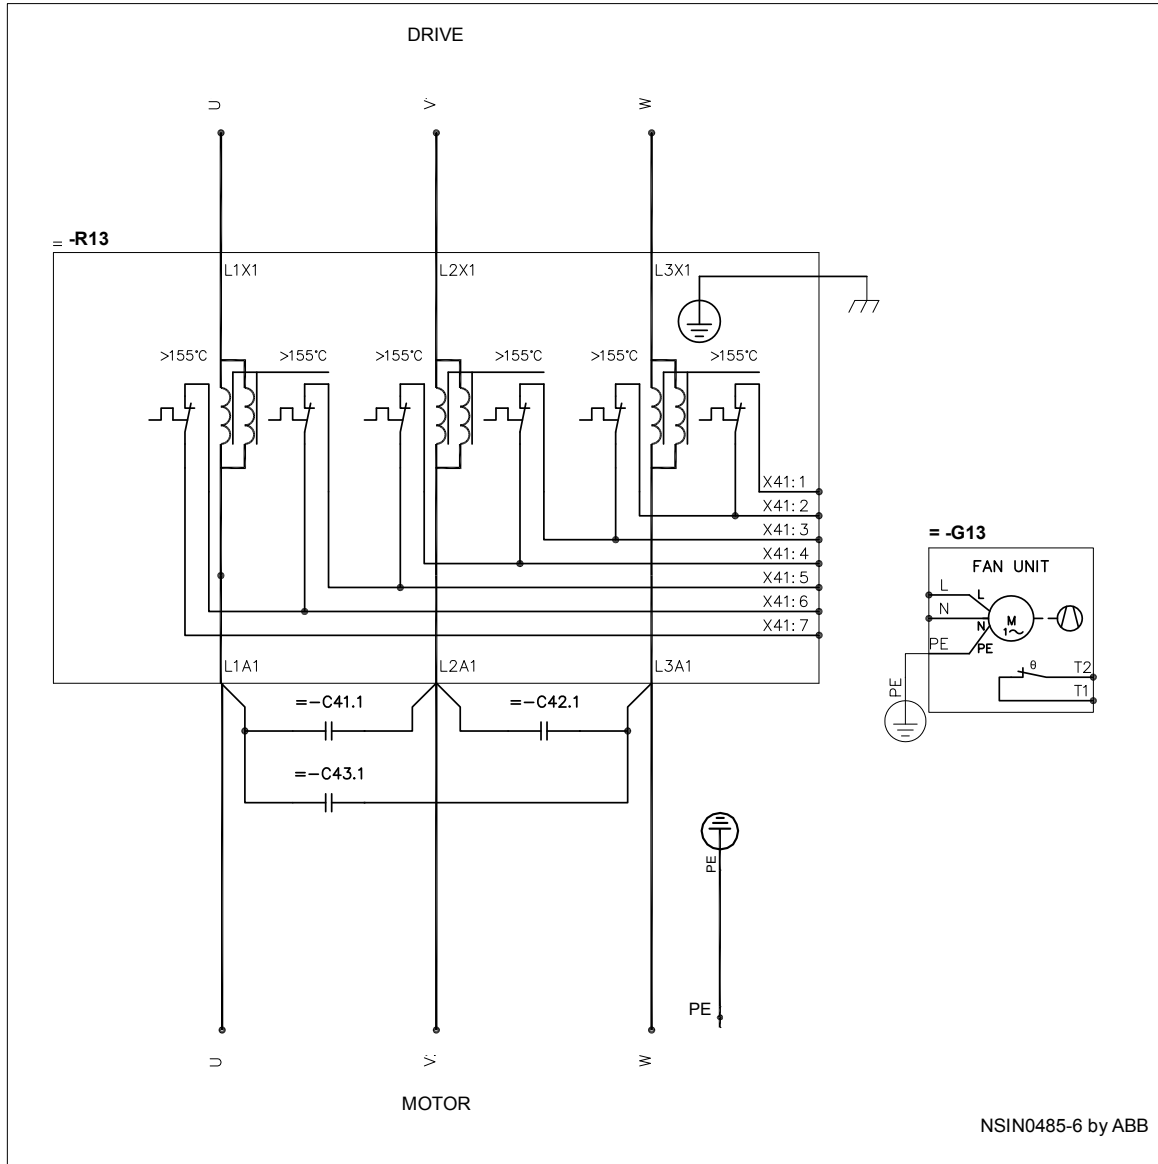 DRIVE
U
V.
W
= -R13
L1X1
L2X1
L3X1
>155°C
>155°C
>155°C
>155°C
>155°C
>155°C
X41:1
X41:2
X41:3
X41:4
X41:5
X41:6
X41:7
L1A1
L2A1
L3A1
=-C41.1
=-C42.1
=-C43.1
= -G13
FAN UNIT
L
L
N
N
M
1~
PE
PE
PE
θ
T2
T1
PE
PE
U
V.
W
MOTOR
NSIN0485-6 by ABB